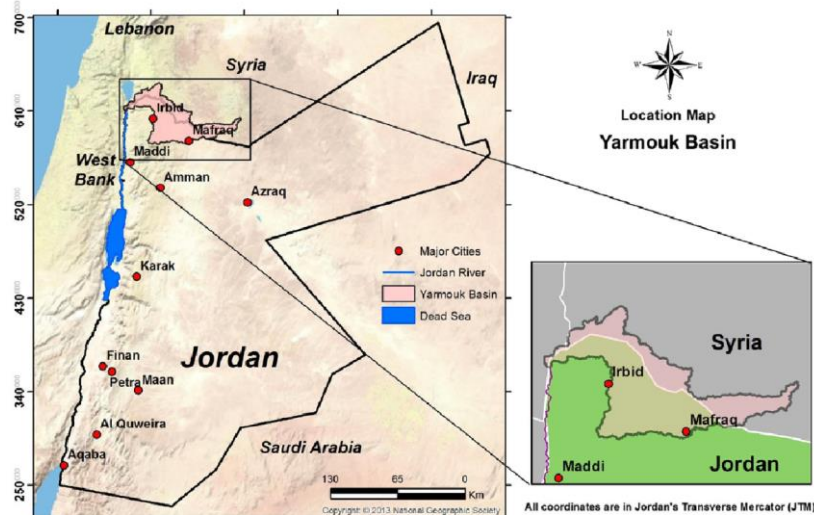 700
610
520
430
340
250
Lebanon
Syria
Iraq
Irbid
Mafraq
Maddi
West
Bank
Amman
Azraq
Karak
Major Cities
Jordan River
Yarmouk Basin
Dead Sea
Finan
Petra
Maan
Jordan
Al Quweira
Aqaba
Saudi Arabia
130 65 0
Km
Copyright: © 2013 National Geographic Society
N
W E
S
Location Map
Yarmouk Basin
Syria
Irbid
Mafraq
Maddi
Jordan
All coordinates are in Jordan's Transverse Mercator (JTM)